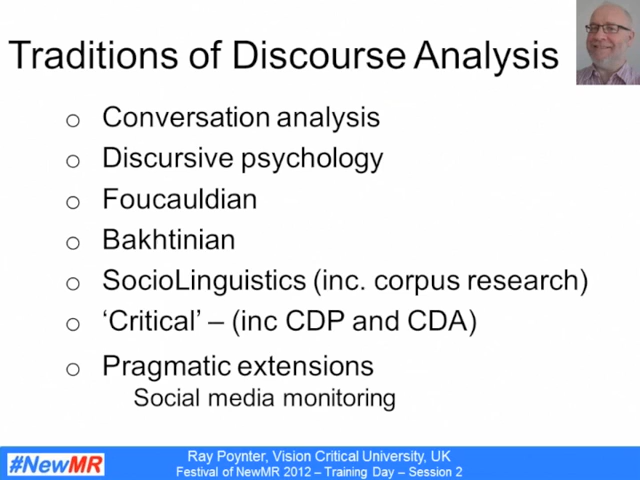 Traditions of Discourse Analysis
o Conversation analysis
o Discursive psychology
o Foucauldian
o Bakhtinian
o SocioLinguistics (inc. corpus research)
o ‘Critical’ – (inc CDP and CDA)
o Pragmatic extensions
Social media monitoring
#NewMR
Ray Poynter, Vision Critical University, UK
Festival of NewMR 2012 – Training Day – Session 2